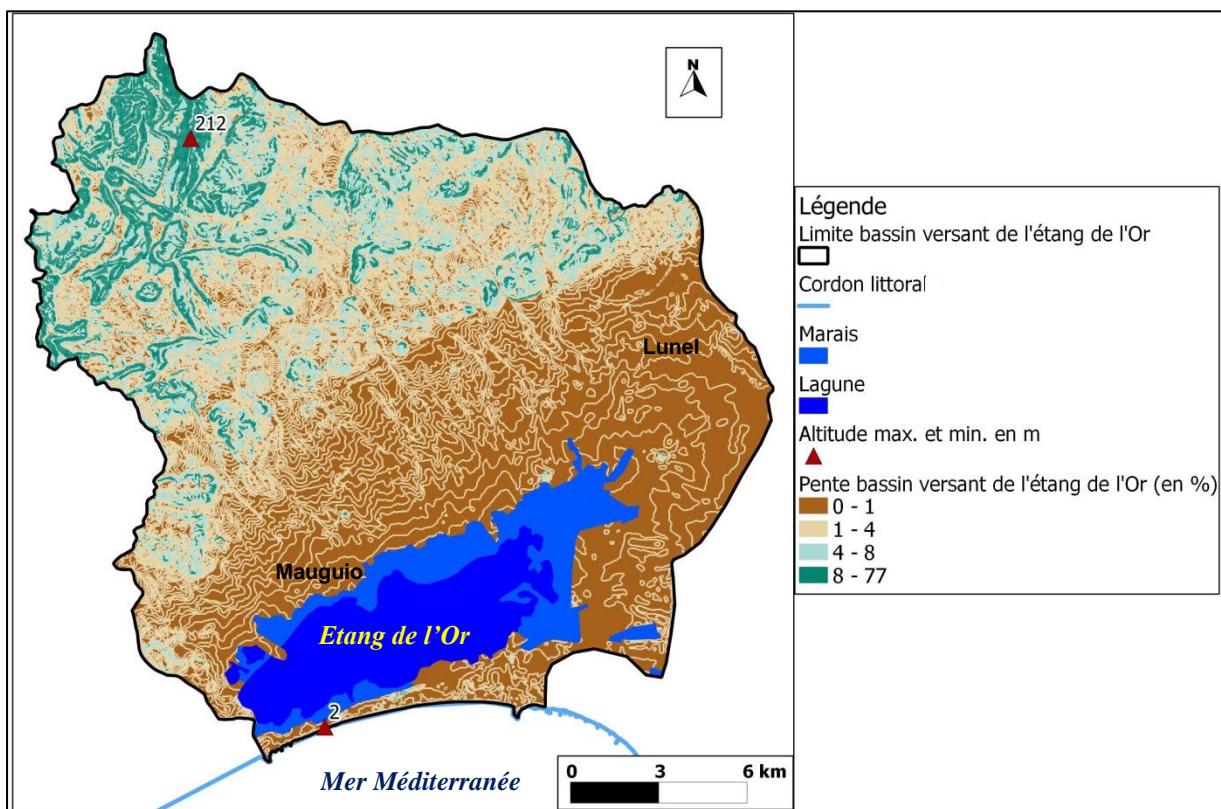 N
212
Lunel
Mauguio
Etang de l'Or
2
Mer Méditerranée
0 3 6 km
Légende
Limite bassin versant de l'étang de l'Or
Cordon littoral
Marais
Lagune
Altitude max. et min. en m
Pente bassin versant de l'étang de l'Or (en %)
0 - 1
1 - 4
4 - 8
8 - 77